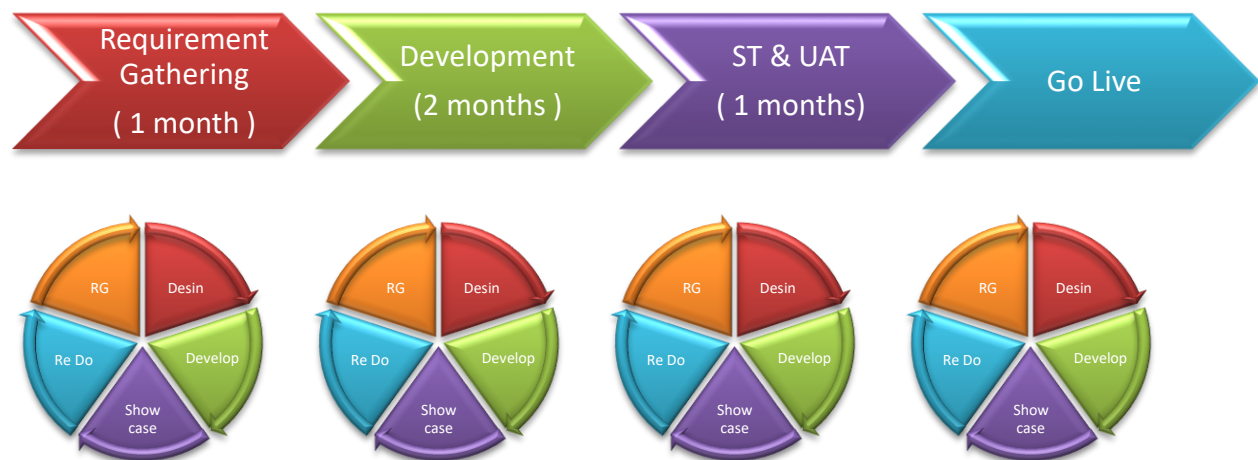 Requirement
Gathering
( 1 month )
Development
(2 months )
ST & UAT
( 1 months)
Go Live
RG
Desin
Re Do
Develop
Show
case
RG
Desin
Re Do
Develop
Show
case
RG
Desin
Re Do
Develop
Show
case
RG
Desin
Re Do
Develop
Show
case